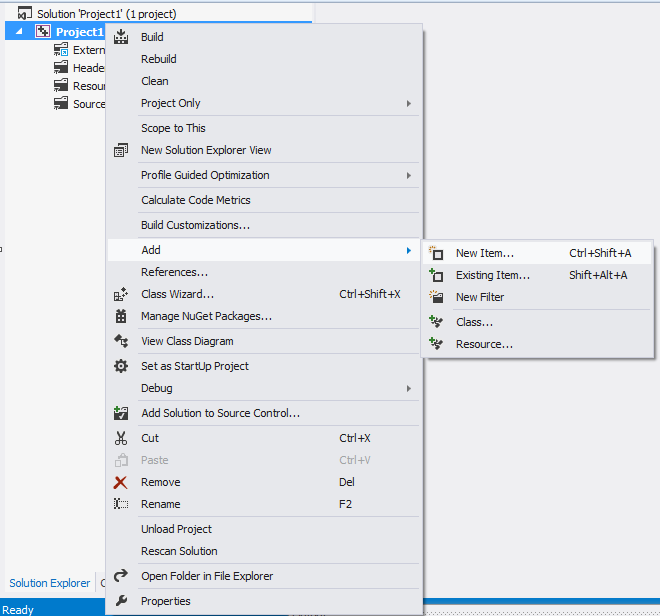 Solution 'Project1' (1 project)
Project1
Extern
Heade
Resou
Source
Build
Rebuild
Clean
Project Only
Scope to This
New Solution Explorer View
Profile Guided Optimization
Calculate Code Metrics
Build Customizations...
Add
References...
Class Wizard... Ctrl+Shift+X
Manage NuGet Packages...
View Class Diagram
Set as StartUp Project
Debug
Add Solution to Source Control...
Cut Ctrl+X
Paste Ctrl+V
Remove Del
Rename F2
Unload Project
Rescan Solution
Open Folder in File Explorer
Properties
New Item... Ctrl+Shift+A
Existing Item... Shift+Alt+A
New Filter
Class...
Resource...
Solution Explorer
Ready